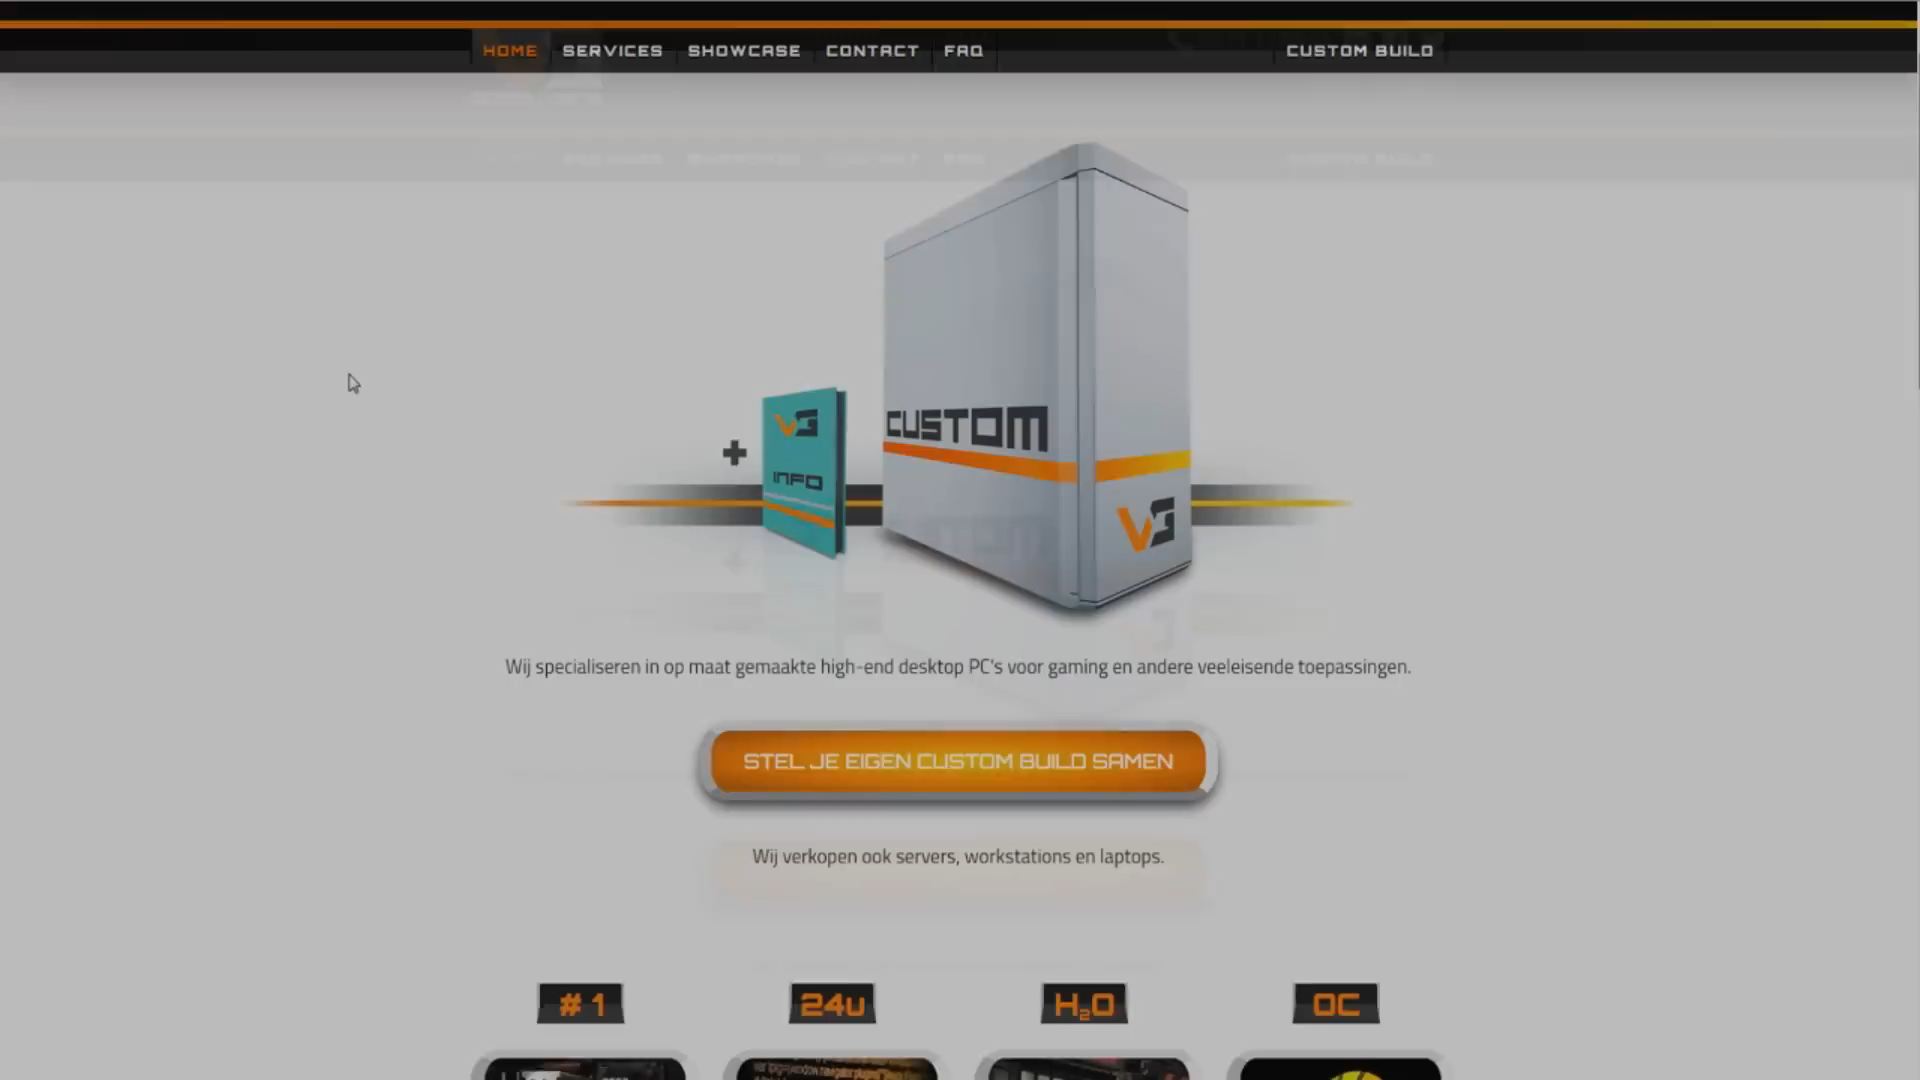 HOME SERVICES SHOWCASE CONTACT FAQ CUSTOM BUILD
CUSTOM
VG
INFO
VG
Wij specialiseren in op maat gemaakte high-end desktop PC's voor gaming en andere veeleisende toepassingen.
STEL JE EIGEN CUSTOM BUILD SAMEN
Wij verkopen ook servers, workstations en laptops.
# 1 24u H₂O OC